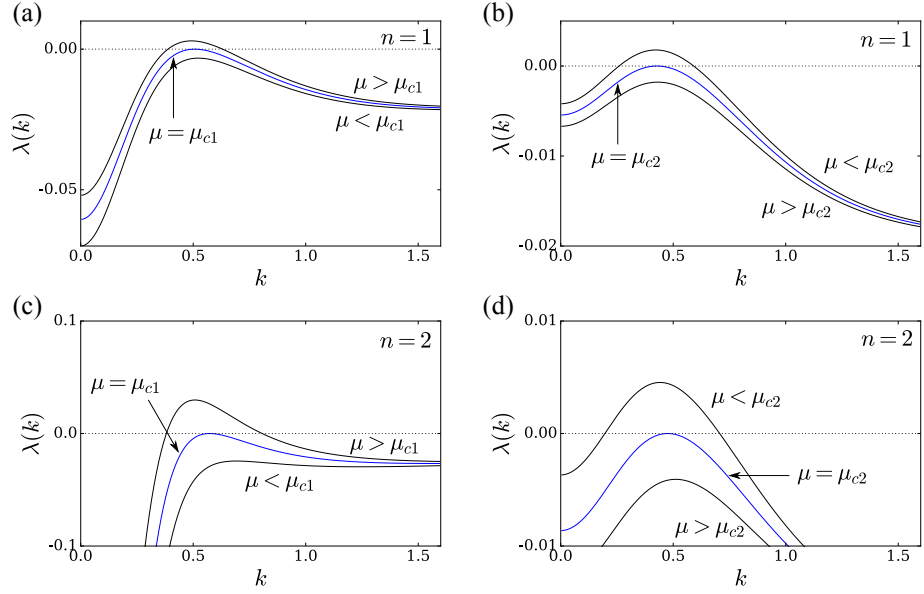 (a)
n = 1
0.00
-0.05
λ(k)
μ > μc1
μ < μc1
μ = μc1
0.0 0.5 1.0 1.5
k
(b)
n = 1
0.00
-0.01
-0.02
λ(k)
μ = μc2
μ < μc2
μ > μc2
0.0 0.5 1.0 1.5
k
(c)
n = 2
0.1
0.0
-0.1
λ(k)
μ = μc1
μ > μc1
μ < μc1
0.0 0.5 1.0 1.5
k
(d)
n = 2
0.01
0.00
-0.01
λ(k)
μ < μc2
μ = μc2
μ > μc2
0.0 0.5 1.0 1.5
k